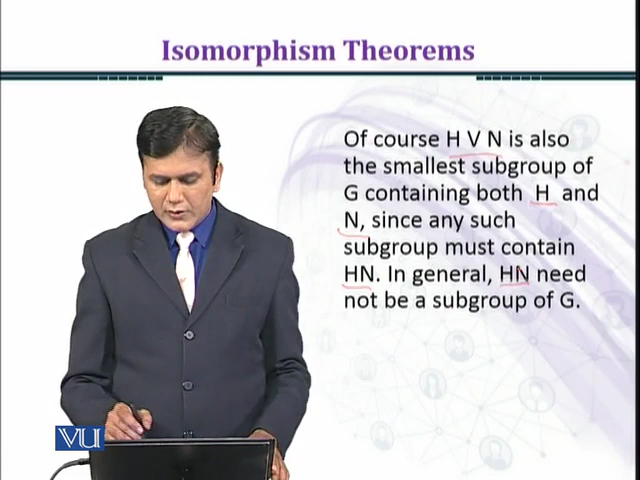 Isomorphism Theorems
Of course H V N is also
the smallest subgroup of
G containing both H and
N, since any such
subgroup must contain
HN. In general, HN need
not be a subgroup of G.
VU